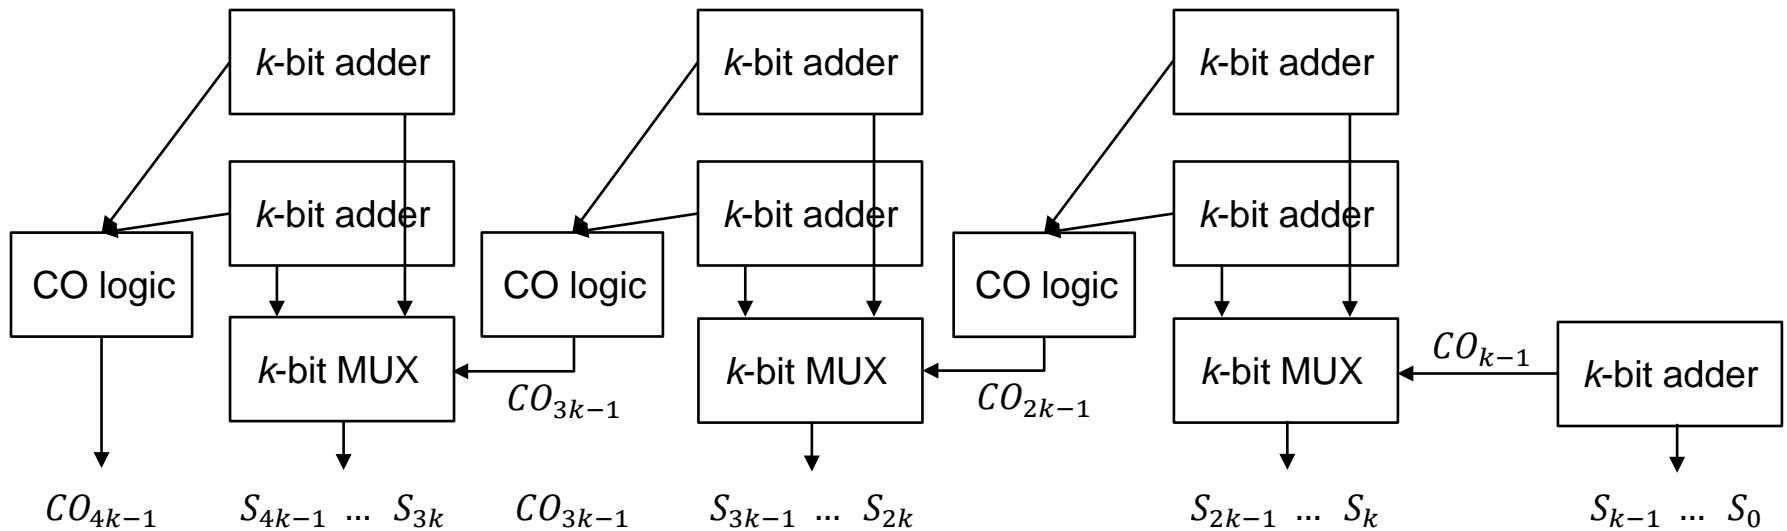 k-bit adder k-bit adder k-bit adder
k-bit adder k-bit adder k-bit adder
CO logic CO logic CO logic
k-bit MUX k-bit MUX k-bit MUX k-bit adder
CO_{3k−1} CO_{2k−1} CO_{k−1}
CO_{4k−1} S_{4k−1} … S_{3k} CO_{3k−1} S_{3k−1} … S_{2k} S_{2k−1} … S_k S_{k−1} … S_0